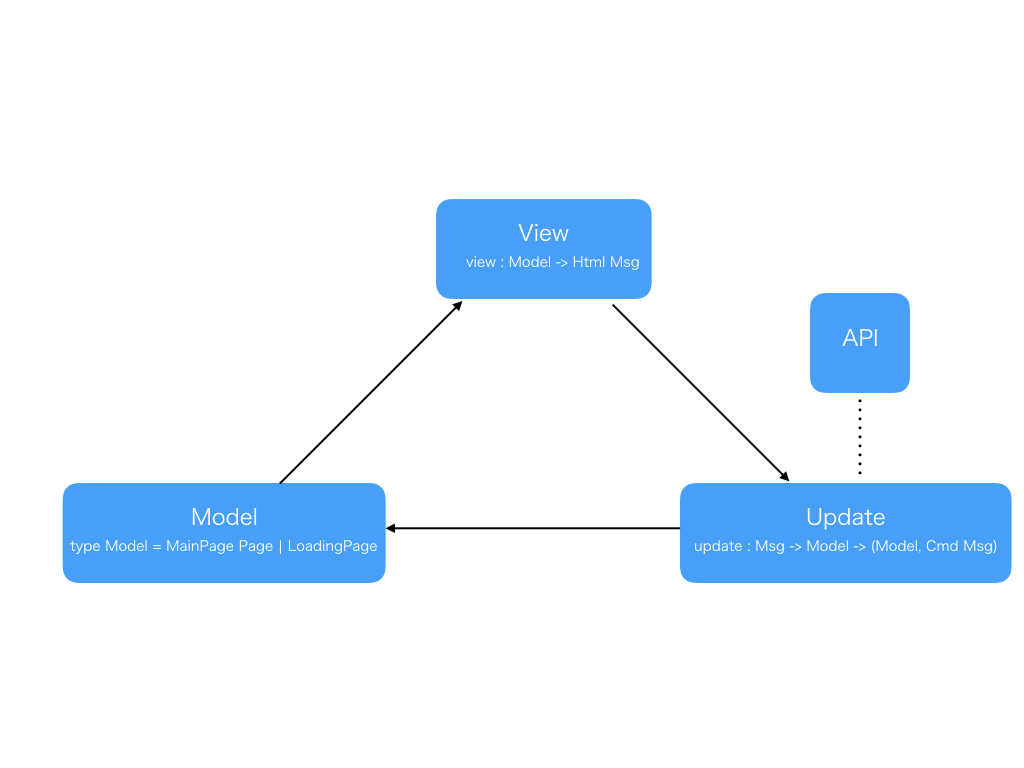 View
view : Model -> Html Msg
API
Model
type Model = MainPage Page | LoadingPage
Update
update : Msg -> Model -> (Model, Cmd Msg)